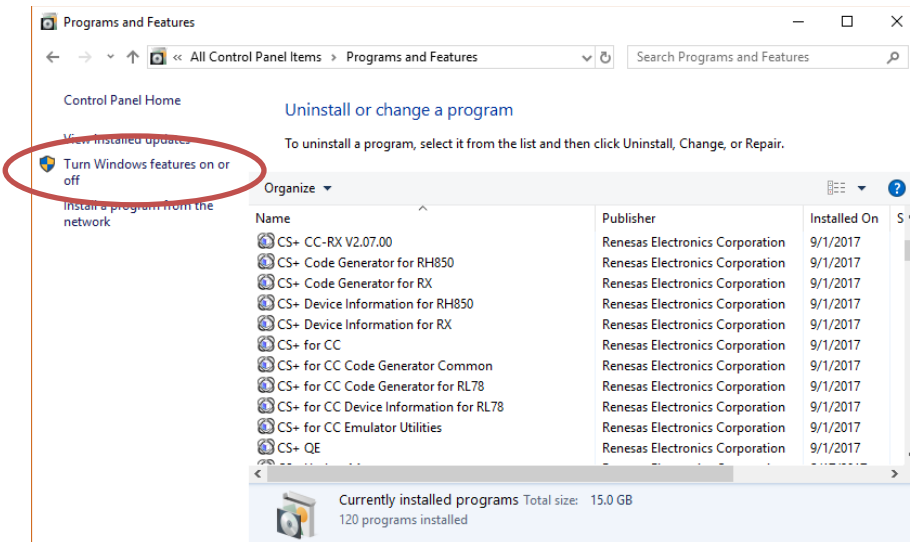 Programs and Features
« All Control Panel Items > Programs and Features
Search Programs and Features
Control Panel Home
View installed updates
Turn Windows features on or
off
Install a program from the
network
Uninstall or change a program
To uninstall a program, select it from the list and then click Uninstall, Change, or Repair.
Organize
Name Publisher Installed On S
CS+ CC-RX V2.07.00 Renesas Electronics Corporation 9/1/2017
CS+ Code Generator for RH850 Renesas Electronics Corporation 9/1/2017
CS+ Code Generator for RX Renesas Electronics Corporation 9/1/2017
CS+ Device Information for RH850 Renesas Electronics Corporation 9/1/2017
CS+ Device Information for RX Renesas Electronics Corporation 9/1/2017
CS+ for CC Renesas Electronics Corporation 9/1/2017
CS+ for CC Code Generator Common Renesas Electronics Corporation 9/1/2017
CS+ for CC Code Generator for RL78 Renesas Electronics Corporation 9/1/2017
CS+ for CC Device Information for RL78 Renesas Electronics Corporation 9/1/2017
CS+ for CC Emulator Utilities Renesas Electronics Corporation 9/1/2017
CS+ QE Renesas Electronics Corporation 9/1/2017
Currently installed programs Total size: 15.0 GB
120 programs installed